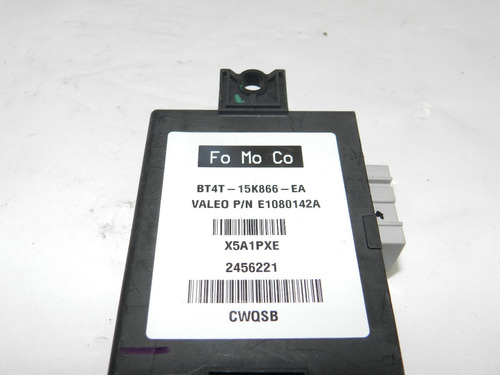 Fo Mo Co
BT4T-15K866-EA
VALEO P/N E1080142A
X5A1PXE
2456221
CWQSB